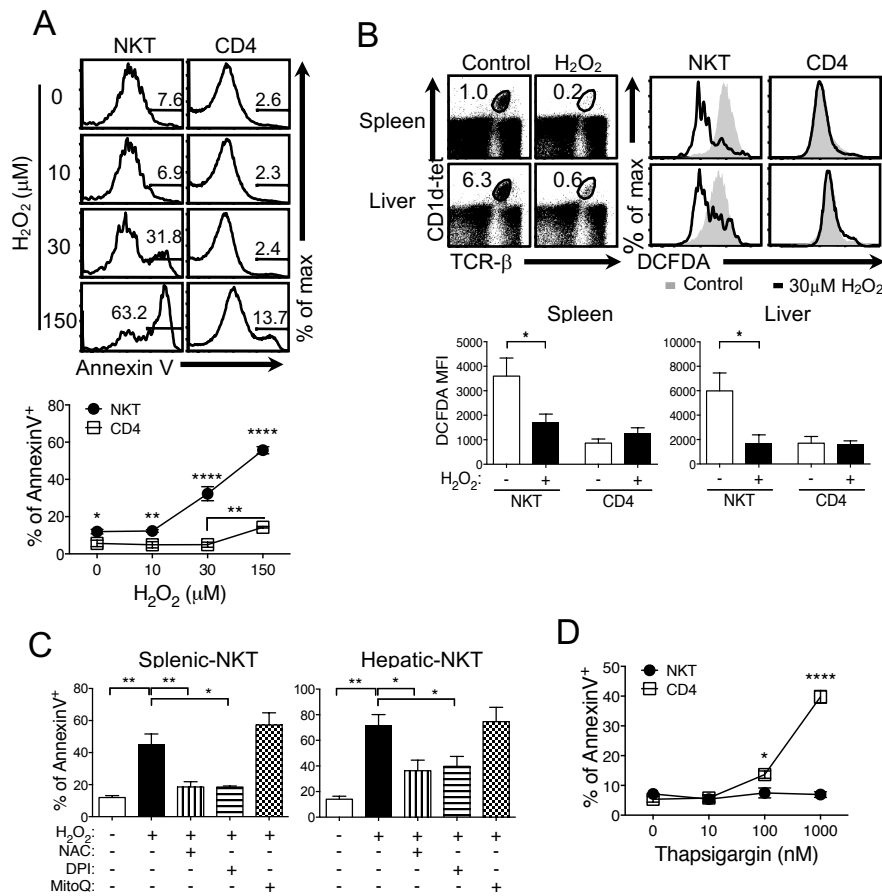 A
NKT CD4
H2O2 (μM)
0
7.6 2.6
10
6.9 2.3
30
31.8 2.4
150
63.2 13.7
% of max
Annexin V
% of AnnexinV+
80
60
40
20
0
NKT
CD4
* ** **** ****
**
0 10 30 150
H2O2 (μM)
B
Control H2O2
NKT CD4
Spleen
1.0 0.2
Liver
6.3 0.6
CD1d-tet
TCR-β
% of max
DCFDA
Control 30μM H2O2
Spleen
DCFDA MFI
5000
4000
3000
2000
1000
0
*
H2O2: - + - +
NKT CD4
Liver
10000
8000
6000
4000
2000
0
*
- + - +
NKT CD4
C
Splenic-NKT
% of AnnexinV+
80
60
40
20
0
** **
*
H2O2: - + + + +
NAC: - - + - -
DPI: - - - + -
MitoQ: - - - - +
Hepatic-NKT
100
80
60
40
20
0
** *
*
- + + + +
- - + - -
- - - + -
- - - - +
D
% of AnnexinV+
50
40
30
20
10
0
NKT
CD4
* ****
0 10 100 1000
Thapsigargin (nM)